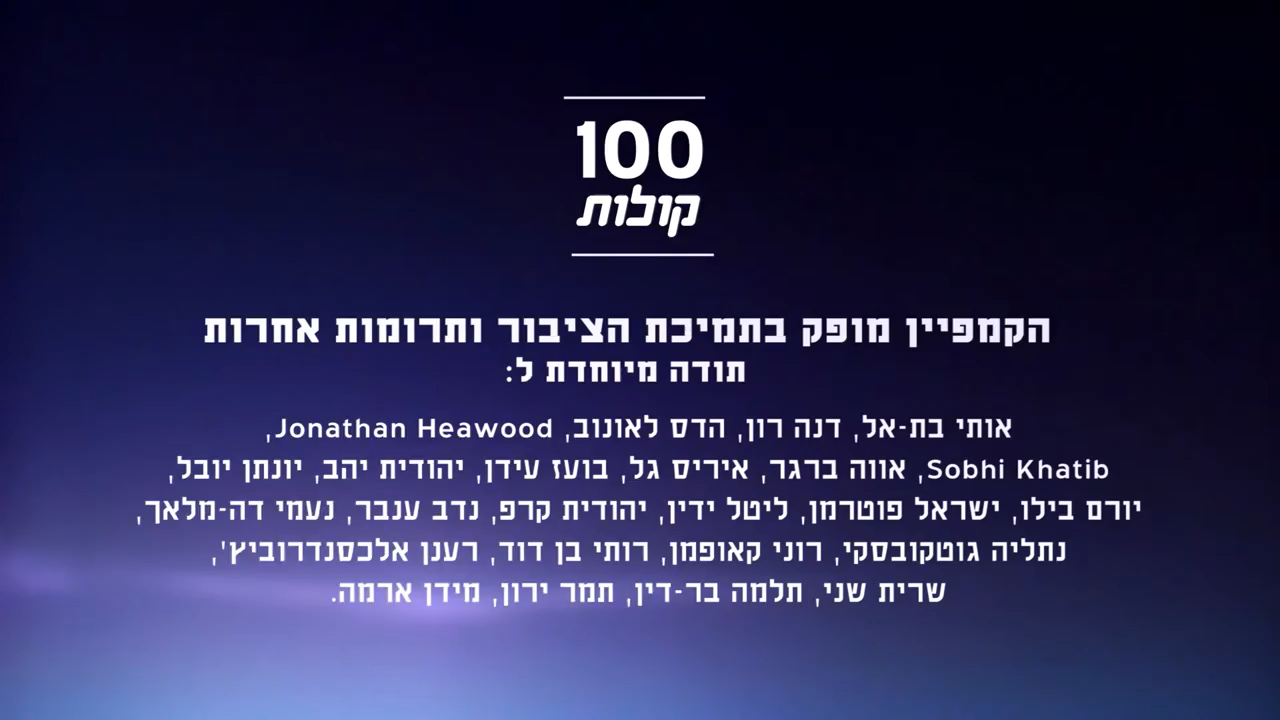 100
קולות
הקמפיין מופק בתמיכת הציבור ותרומות אחרות
תודה מיוחדת ל:
אותי בת-אל, דנה רון, הדס לאונוב, Jonathan Heawood,
Sobhi Khatib, אווה ברגר, איריס גל, בועז עידן, יהודית יהב, יונתן יובל,
יורם בילו, ישראל פוטרמן, ליטל ידין, יהודית קרפ, נדב ענבר, נעמי דה-מלאך,
נתליה גוטקובסקי, רוני קאופמן, רותי בן דוד, רענן אלכסנדרוביץ',
שרית שני, תלמה בר-דין, תמר ירון, מידן ארמה.